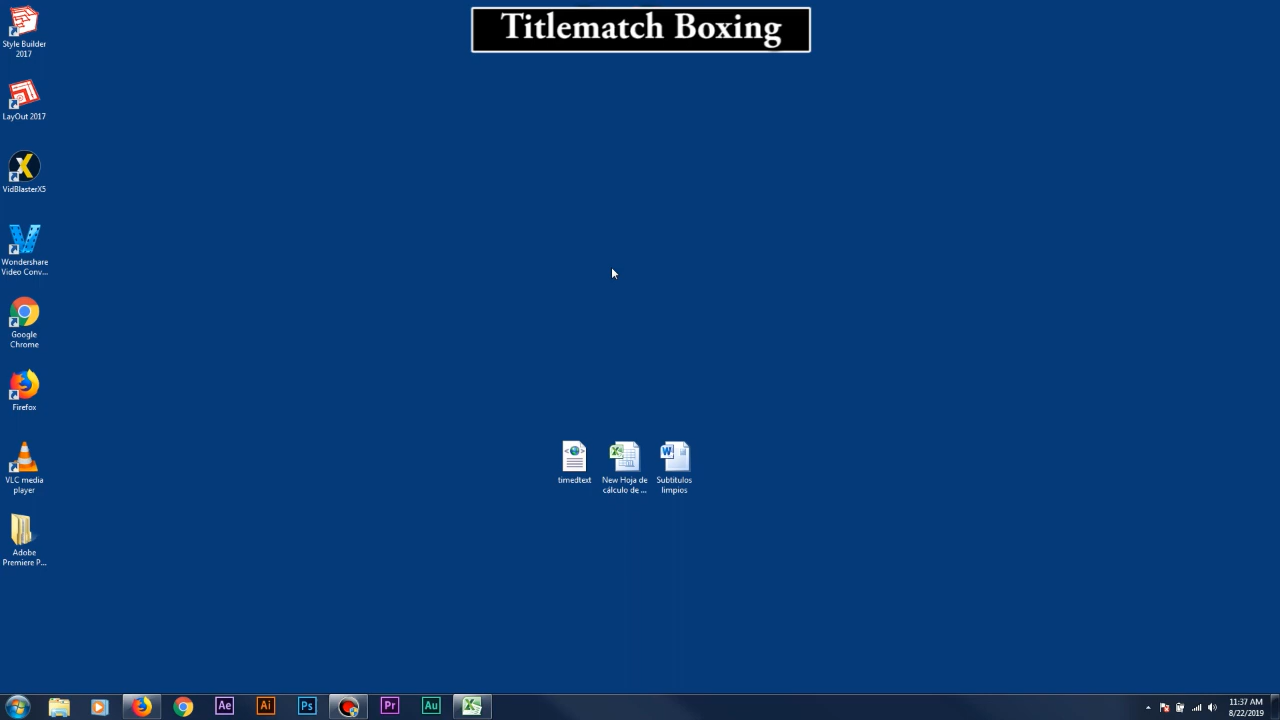 Titlematch Boxing
Style Builder
2017
LayOut 2017
VidBlasterX5
Wondershare
Video Conv...
Google
Chrome
Firefox
VLC media
player
Adobe
Premiere P...
timedtext
New Hoja de
cálculo de ...
Subtitulos
limpios
Ae
Ai
Ps
Pr
Au
11:37 AM
8/22/2019